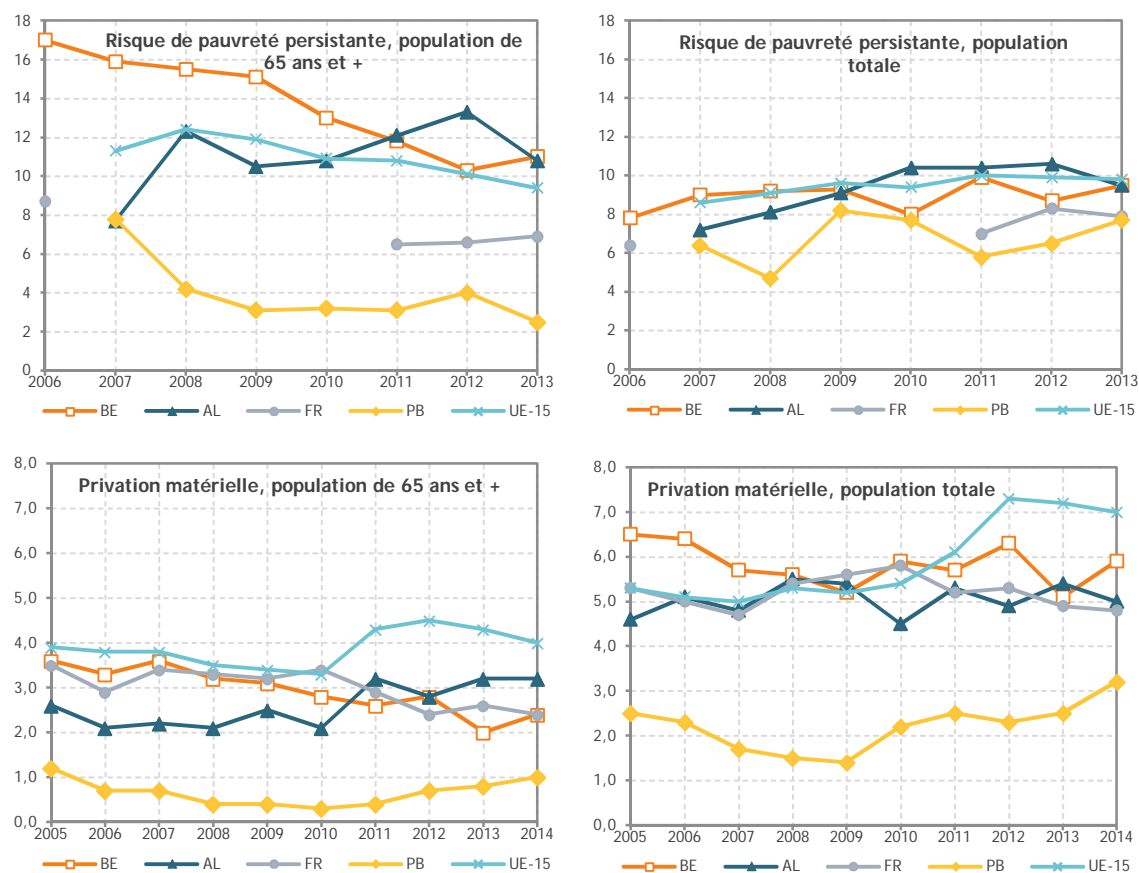 Risque de pauvreté persistante, population de
65 ans et +
18
16
14
12
10
8
6
4
2
0
2006 2007 2008 2009 2010 2011 2012 2013
BE AL FR PB UE-15
Risque de pauvreté persistante, population
totale
18
16
14
12
10
8
6
4
2
0
2006 2007 2008 2009 2010 2011 2012 2013
BE AL FR PB UE-15
Privation matérielle, population de 65 ans et +
8,0
7,0
6,0
5,0
4,0
3,0
2,0
1,0
0,0
2005 2006 2007 2008 2009 2010 2011 2012 2013 2014
BE AL FR PB UE-15
Privation matérielle, population totale
8,0
7,0
6,0
5,0
4,0
3,0
2,0
1,0
0,0
2005 2006 2007 2008 2009 2010 2011 2012 2013 2014
BE AL FR PB UE-15